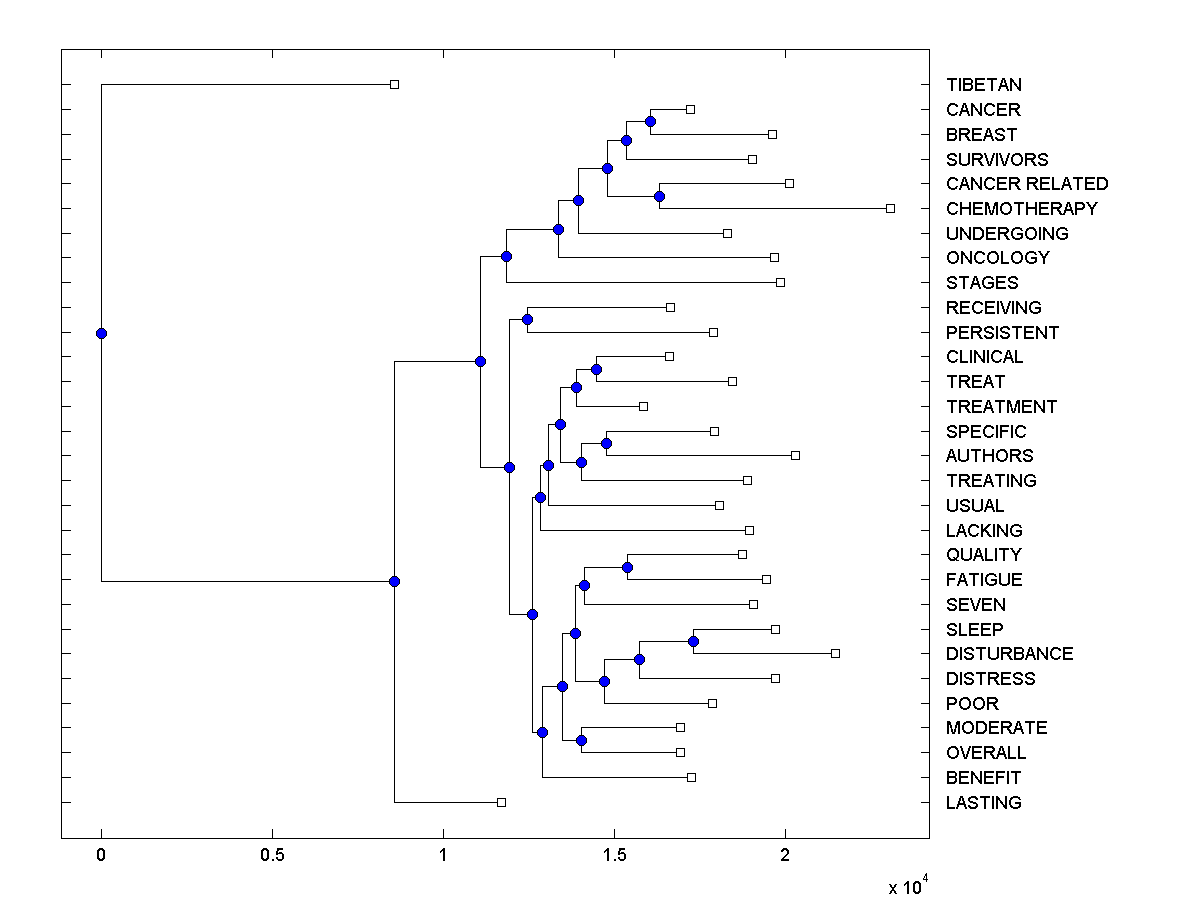 TIBETAN
CANCER
BREAST
SURVIVORS
CANCER RELATED
CHEMOTHERAPY
UNDERGOING
ONCOLOGY
STAGES
RECEIVING
PERSISTENT
CLINICAL
TREAT
TREATMENT
SPECIFIC
AUTHORS
TREATING
USUAL
LACKING
QUALITY
FATIGUE
SEVEN
SLEEP
DISTURBANCE
DISTRESS
POOR
MODERATE
OVERALL
BENEFIT
LASTING
0 0.5 1 1.5 2
x 10^4